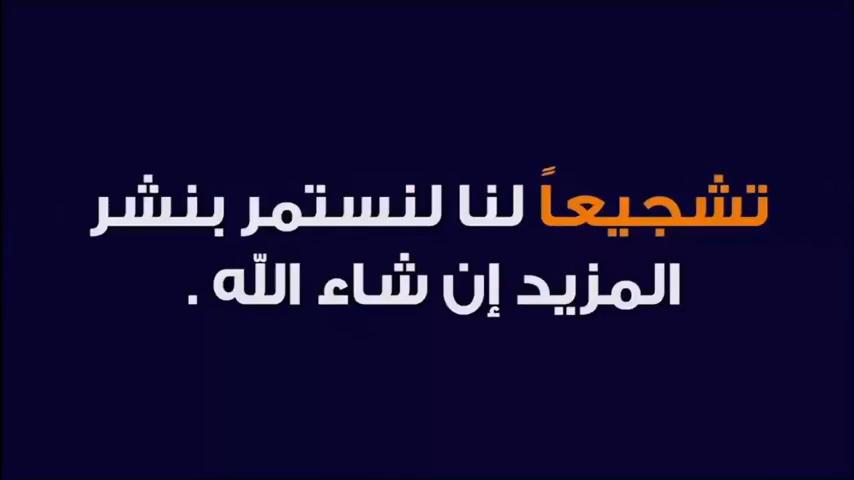 تشجيعاً لنا لنستمر بنشر
المزيد إن شاء الله .